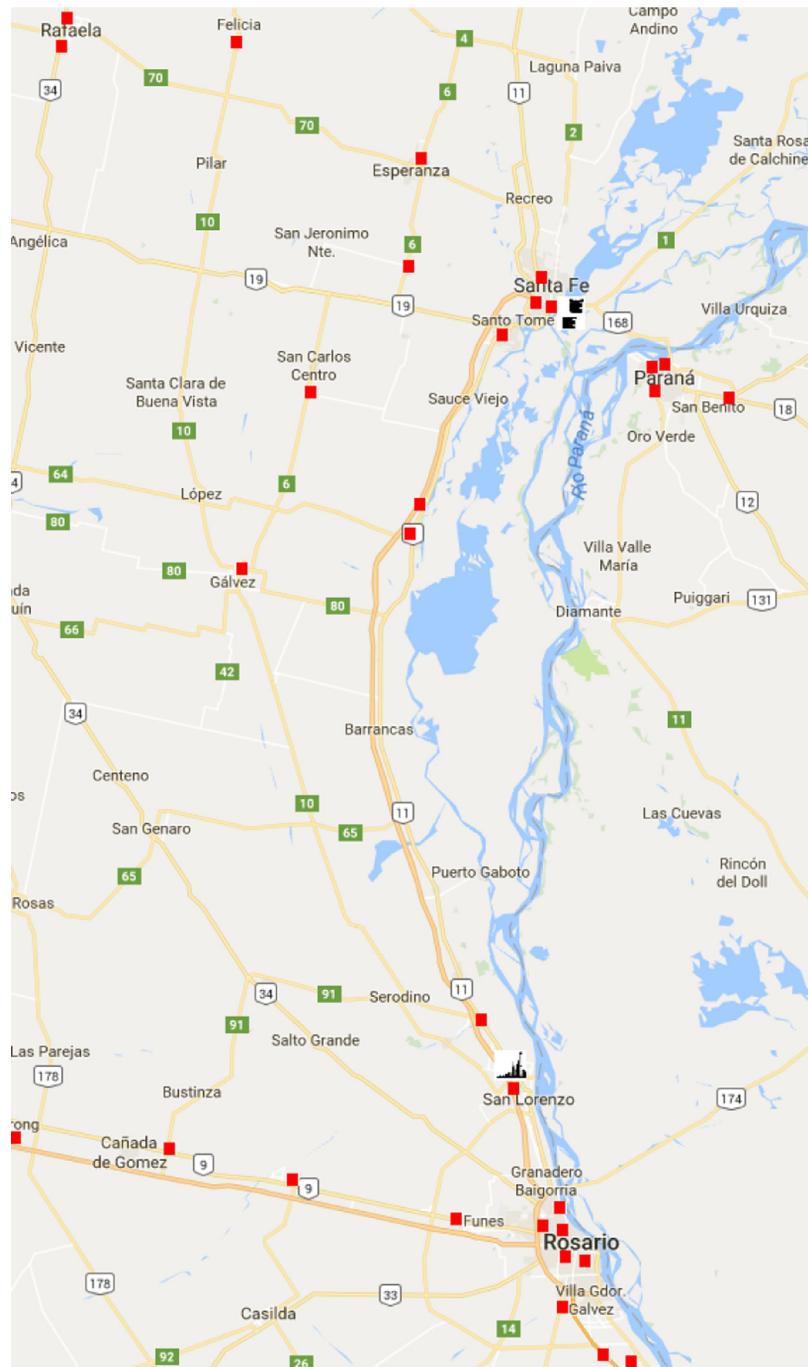 Campo
Andino
Rafaela
Felicia
4
Laguna Paiva
34
70
6
11
2
70
Santa Rosa
de Calchine
Pilar
Esperanza
Recreo
10
San Jeronimo
Nte.
6
1
Angélica
19
Santa Fe
19
Villa Urquiza
Santo Tome
168
Vicente
San Carlos
Centro
Paraná
Santa Clara de
Buena Vista
Sauce Viejo
San Benito
18
10
Oro Verde
Río Paraná
64
6
4
López
12
80
Villa Valle
María
80
Gálvez
ada
uín
80
Diamante
Puiggari
131
66
42
34
11
Barrancas
Centeno
os
10
11
Las Cuevas
San Genaro
65
Rincón
del Doll
65
Puerto Gaboto
Rosas
34
91
Serodino
11
91
Salto Grande
Las Parejas
178
Bustinza
San Lorenzo
174
rong
Cañada
de Gomez
9
Granadero
Baigorria
9
Funes
Rosario
178
33
Villa Gdor.
Galvez
Casilda
14
92
26